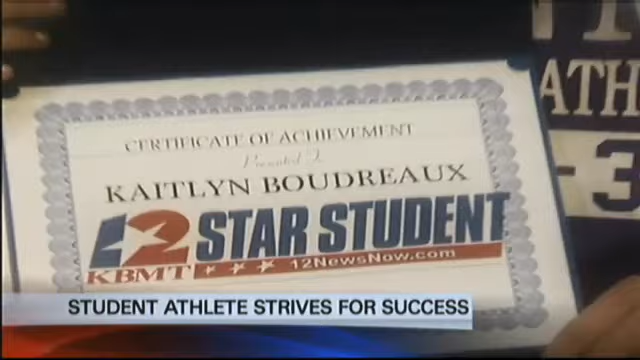 CERTIFICATE OF ACHIEVEMENT
Presented To
KAITLYN BOUDREAUX
12 STAR STUDENT
KBMT 12NewsNow.com
ATH
-3
STUDENT ATHLETE STRIVES FOR SUCCESS